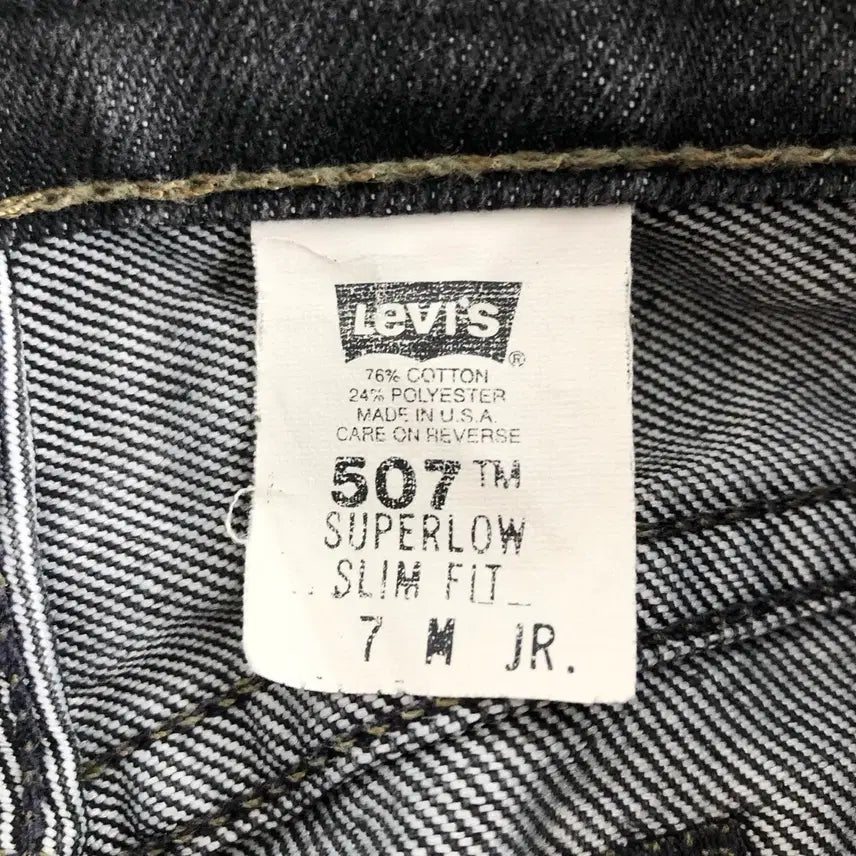 Levi's ®
76% COTTON
24% POLYESTER
MADE IN U.S.A.
CARE ON REVERSE
507 ™
SUPERLOW
SLIM FIT
7 M JR.